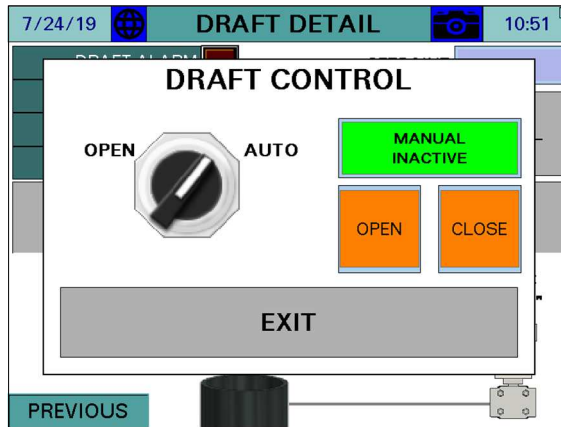 7/24/19 DRAFT DETAIL 10:51
DRAFT CONTROL
OPEN AUTO
MANUAL
INACTIVE
OPEN CLOSE
EXIT
PREVIOUS